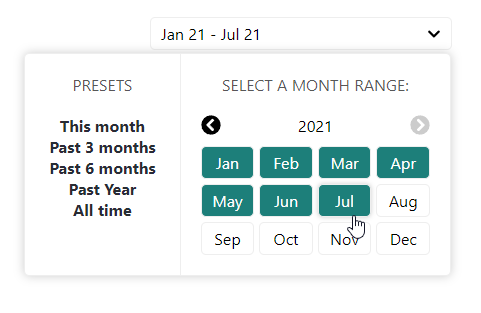 Jan 21 - Jul 21
PRESETS
This month
Past 3 months
Past 6 months
Past Year
All time
SELECT A MONTH RANGE:
2021
Jan Feb Mar Apr
May Jun Jul Aug
Sep Oct Nov Dec